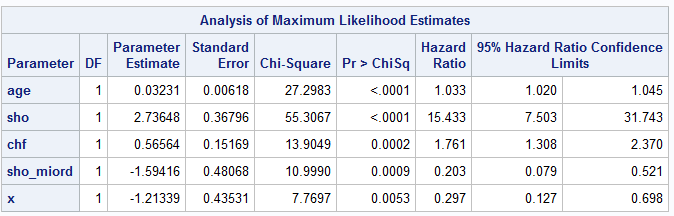 Analysis of Maximum Likelihood Estimates
Parameter DF Parameter Estimate Standard Error Chi-Square Pr > ChiSq Hazard Ratio 95% Hazard Ratio Confidence Limits
age 1 0.03231 0.00618 27.2983 <.0001 1.033 1.020 1.045
sho 1 2.73648 0.36796 55.3067 <.0001 15.433 7.503 31.743
chf 1 0.56564 0.15169 13.9049 0.0002 1.761 1.308 2.370
sho_miord 1 -1.59416 0.48068 10.9990 0.0009 0.203 0.079 0.521
x 1 -1.21339 0.43531 7.7697 0.0053 0.297 0.127 0.698